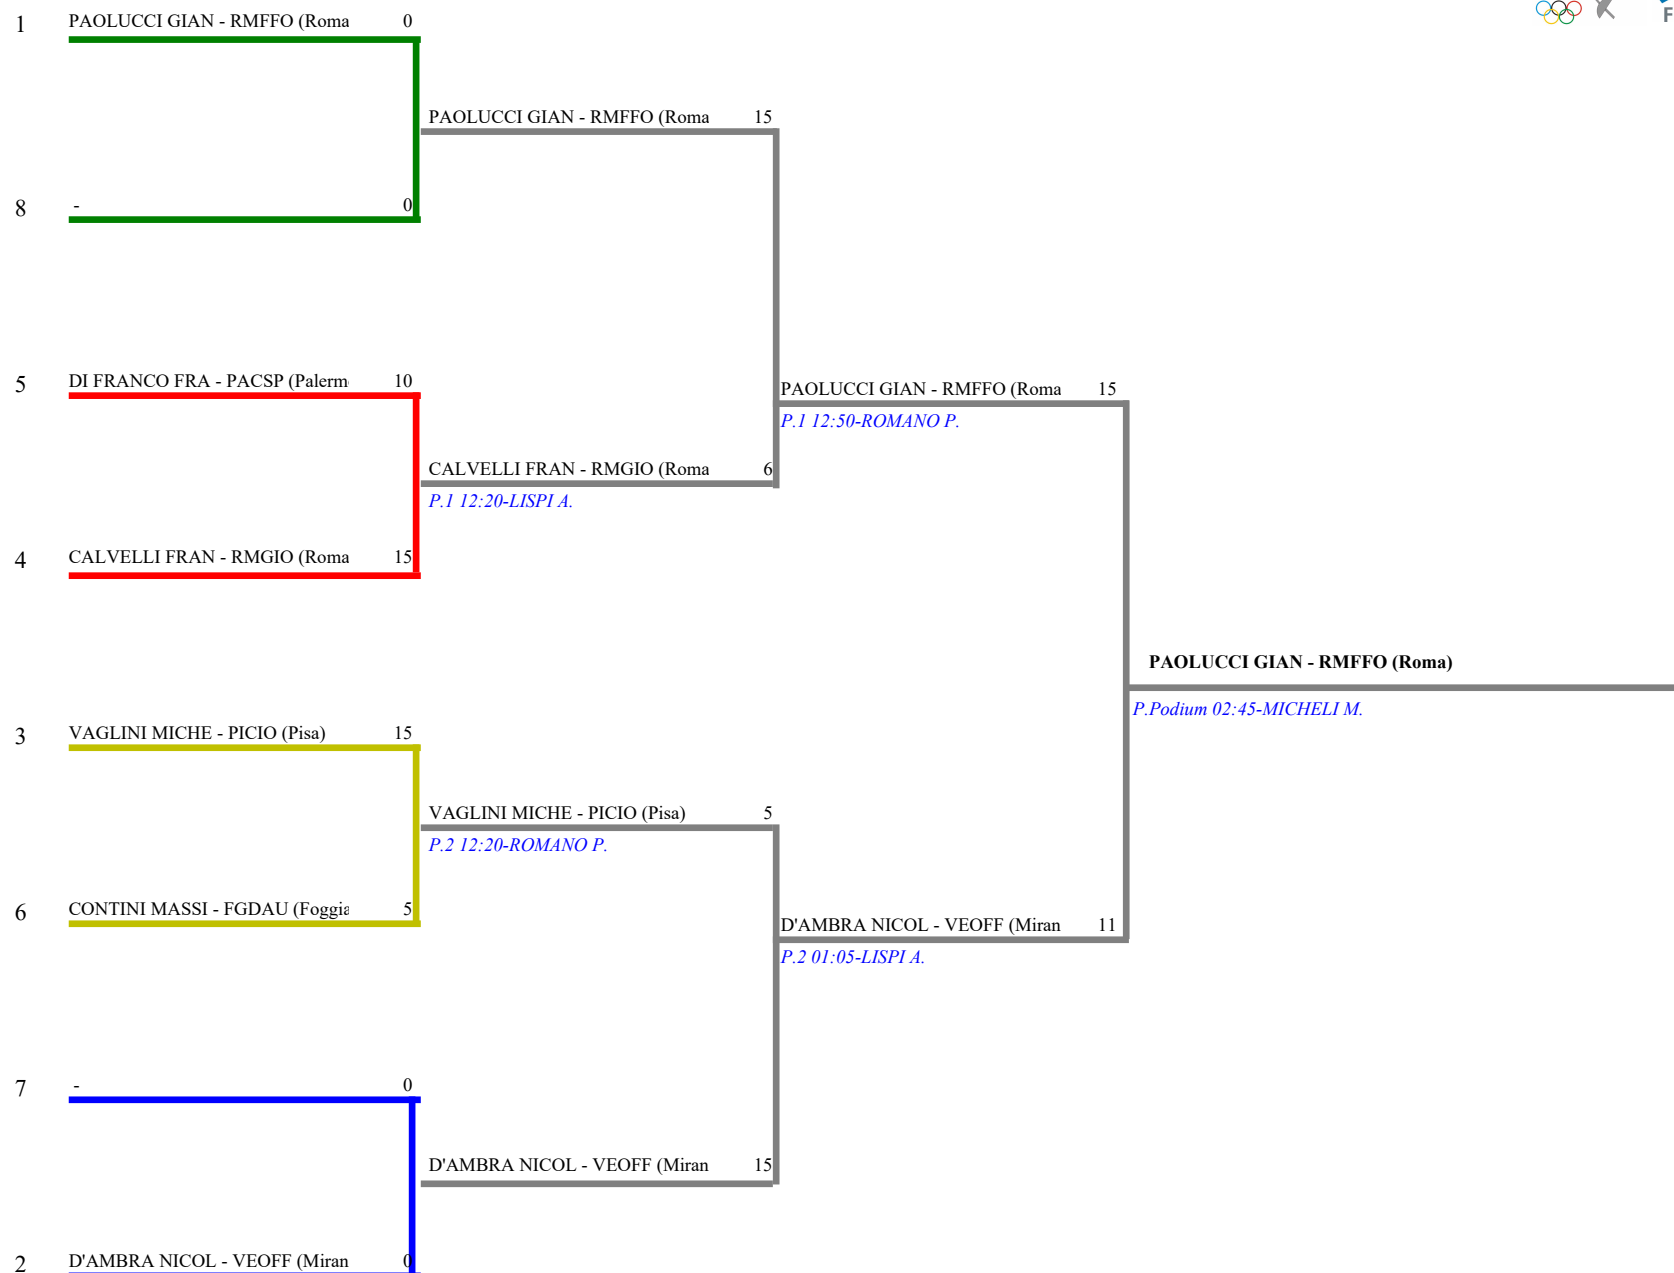 1 PAOLUCCI GIAN - RMFFO (Roma 0
F
PAOLUCCI GIAN - RMFFO (Roma 15
8 - 0
5 DI FRANCO FRA - PACSP (Palerm 10
PAOLUCCI GIAN - RMFFO (Roma 15
P.1 12:50-ROMANO P.
CALVELLI FRAN - RMGIO (Roma 6
P.1 12:20-LISPI A.
4 CALVELLI FRAN - RMGIO (Roma 15
PAOLUCCI GIAN - RMFFO (Roma)
P.Podium 02:45-MICHELI M.
3 VAGLINI MICHE - PICIO (Pisa) 15
VAGLINI MICHE - PICIO (Pisa) 5
P.2 12:20-ROMANO P.
6 CONTINI MASSI - FGDAU (Foggia 5
D'AMBRA NICOL - VEOFF (Miran 11
P.2 01:05-LISPI A.
7 - 0
D'AMBRA NICOL - VEOFF (Miran 15
2 D'AMBRA NICOL - VEOFF (Miran 0